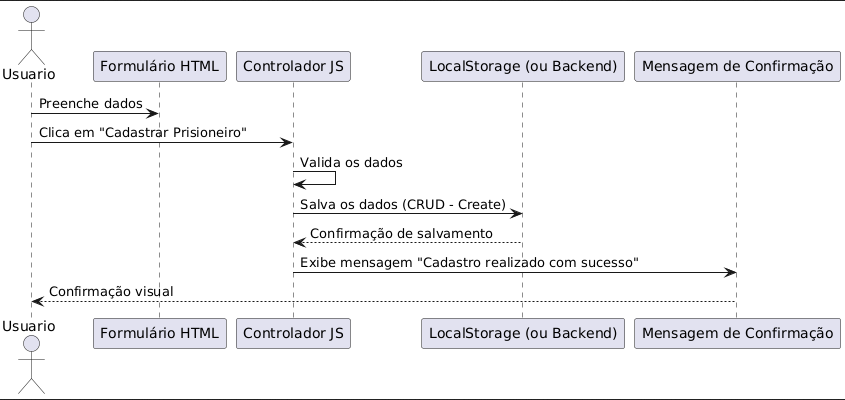 Usuario
Formulário HTML
Controlador JS
LocalStorage (ou Backend)
Mensagem de Confirmação
Preenche dados
Clica em "Cadastrar Prisioneiro"
Valida os dados
Salva os dados (CRUD - Create)
Confirmação de salvamento
Exibe mensagem "Cadastro realizado com sucesso"
Confirmação visual
Usuario
Formulário HTML
Controlador JS
LocalStorage (ou Backend)
Mensagem de Confirmação